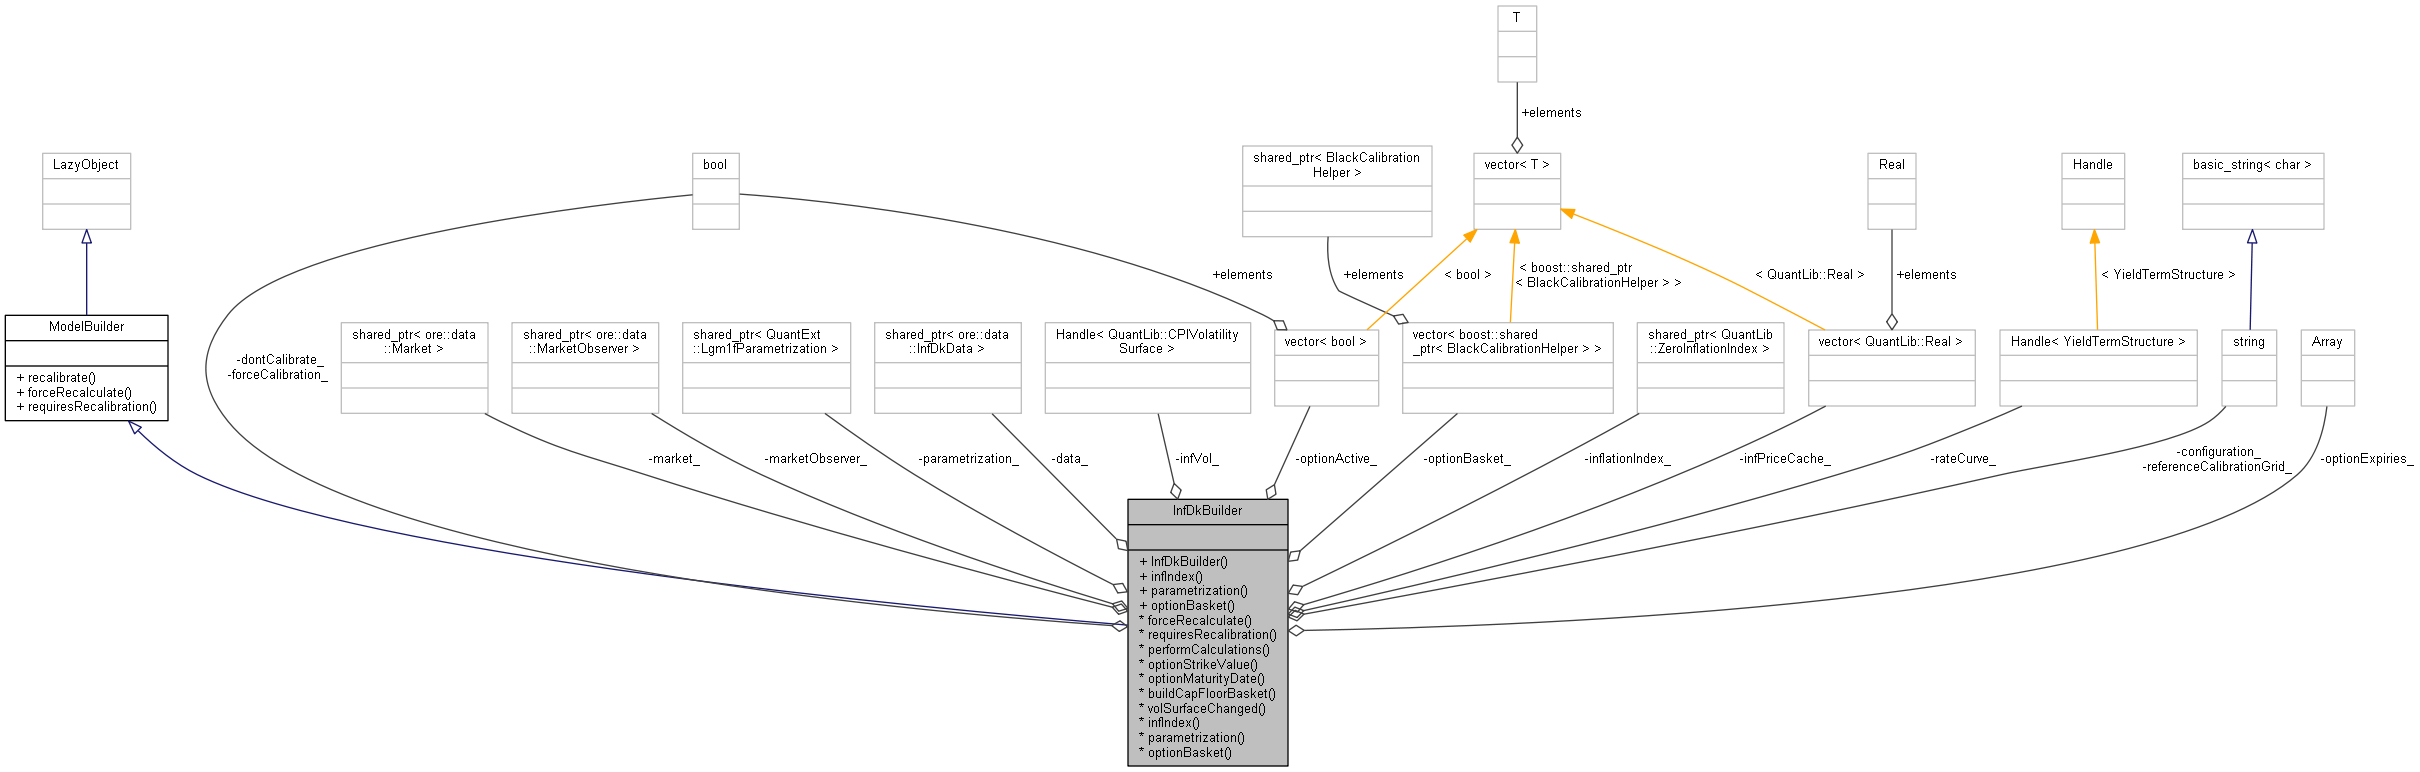 T
+elements
LazyObject
bool
shared_ptr< BlackCalibration
Helper >
vector< T >
Real
Handle
basic_string< char >
+elements
+elements
< bool >
< boost::shared_ptr
< BlackCalibrationHelper > >
< QuantLib::Real >
+elements
< YieldTermStructure >
ModelBuilder
+ recalibrate()
+ forceRecalculate()
+ requiresRecalibration()
-dontCalibrate_
-forceCalibration_
shared_ptr< ore::data
::Market >
shared_ptr< ore::data
::MarketObserver >
shared_ptr< QuantExt
::Lgm1fParametrization >
shared_ptr< ore::data
::InfDkData >
Handle< QuantLib::CPIVolatility
Surface >
vector< bool >
vector< boost::shared
_ptr< BlackCalibrationHelper > >
shared_ptr< QuantLib
::ZeroInflationIndex >
vector< QuantLib::Real >
Handle< YieldTermStructure >
string
Array
-market_
-marketObserver_
-parametrization_
-data_
-infVol_
-optionActive_
-optionBasket_
-inflationIndex_
-infPriceCache_
-rateCurve_
-configuration_
-referenceCalibrationGrid_
-optionExpiries_
InfDkBuilder
+ InfDkBuilder()
+ infIndex()
+ parametrization()
+ optionBasket()
* forceRecalculate()
* requiresRecalibration()
* performCalculations()
* optionStrikeValue()
* optionMaturityDate()
* buildCapFloorBasket()
* volSurfaceChanged()
* infIndex()
* parametrization()
* optionBasket()